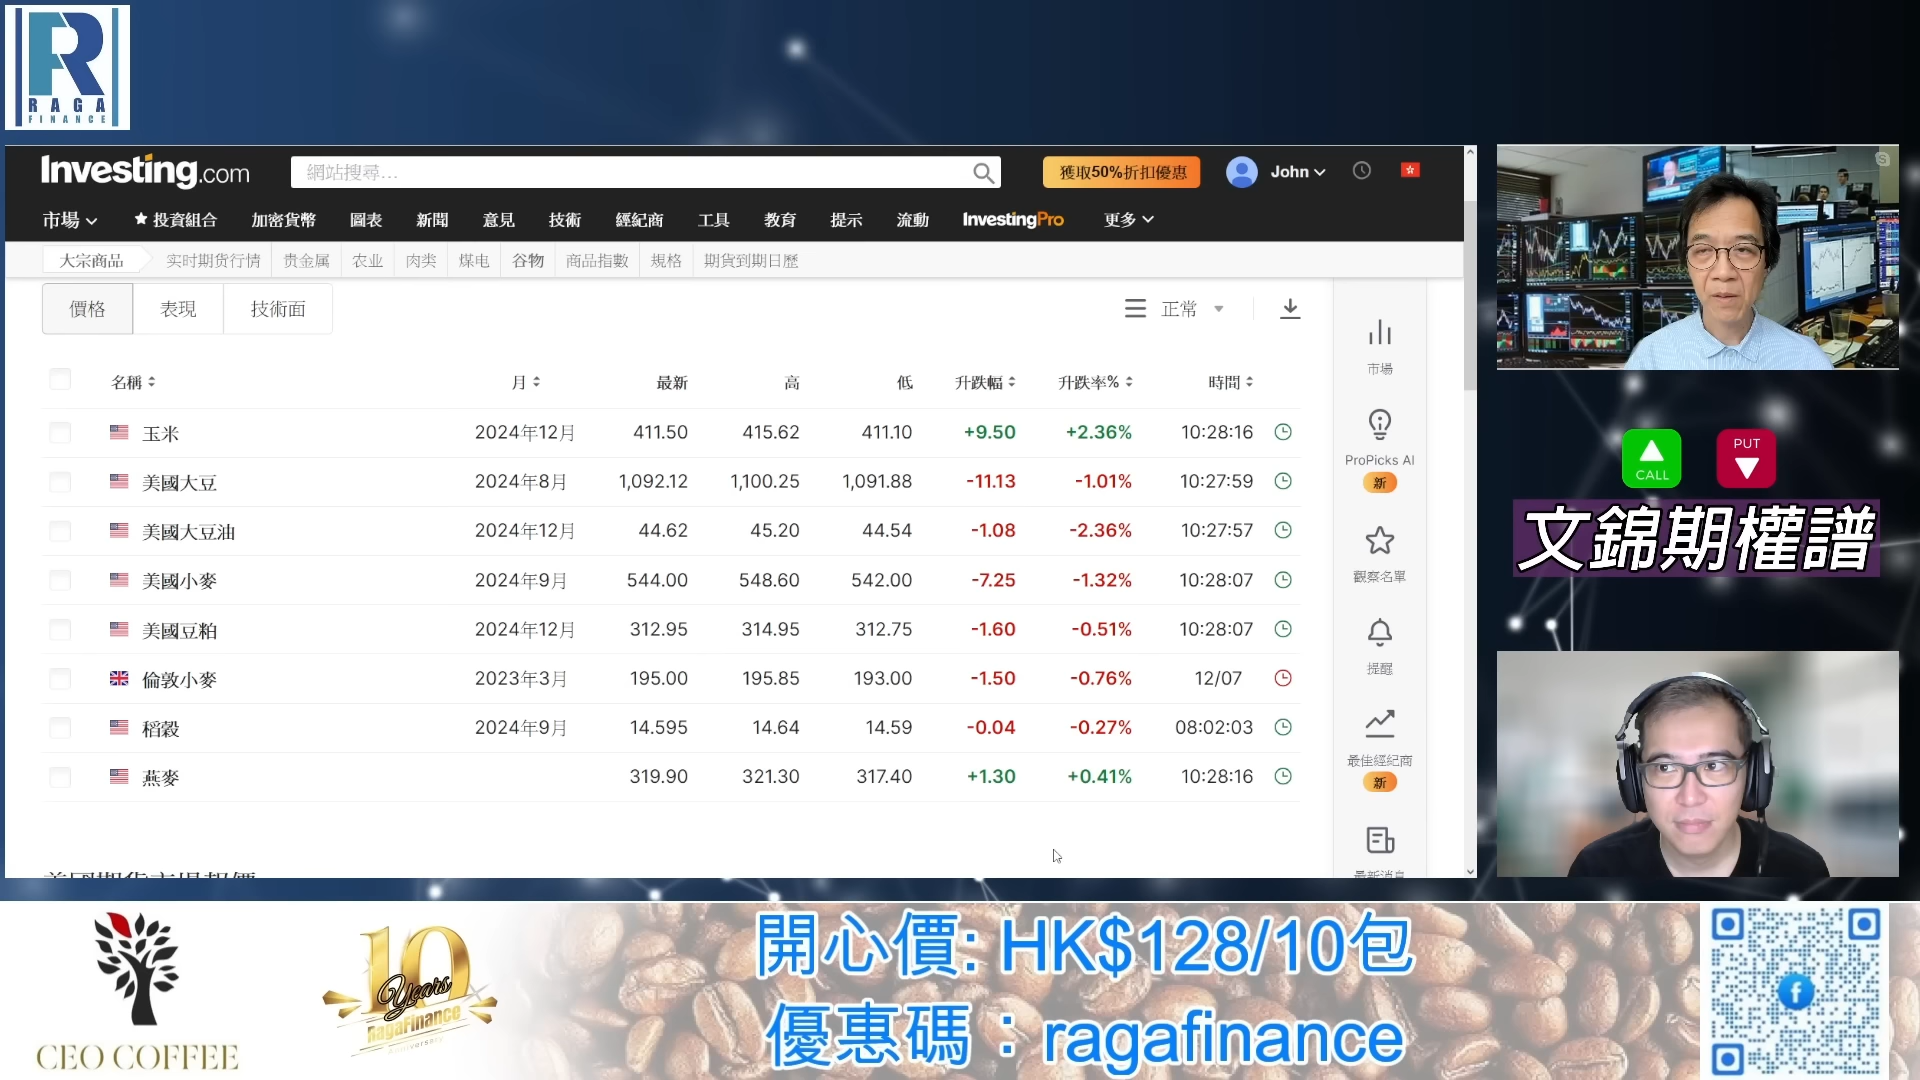 RAGA
FINANCE
Investing.com
網站搜尋...
獲取50%折扣優惠
John
市場
投資組合
加密貨幣
圖表
新聞
意見
技術
經紀商
工具
教育
提示
流動
InvestingPro
更多
大宗商品
实时期货行情
贵金属
农业
肉类
煤电
谷物
商品指數
規格
期貨到期日歷
價格
表現
技術面
正常
名稱 月 最新 高 低 升跌幅 升跌率% 時間
玉米 2024年12月 411.50 415.62 411.10 +9.50 +2.36% 10:28:16
美國大豆 2024年8月 1,092.12 1,100.25 1,091.88 -11.13 -1.01% 10:27:59
美國大豆油 2024年12月 44.62 45.20 44.54 -1.08 -2.36% 10:27:57
美國小麥 2024年9月 544.00 548.60 542.00 -7.25 -1.32% 10:28:07
美國豆粕 2024年12月 312.95 314.95 312.75 -1.60 -0.51% 10:28:07
倫敦小麥 2023年3月 195.00 195.85 193.00 -1.50 -0.76% 12/07
稻穀 2024年9月 14.595 14.64 14.59 -0.04 -0.27% 08:02:03
燕麥 319.90 321.30 317.40 +1.30 +0.41% 10:28:16
市場
ProPicks AI
新
觀察名單
提醒
最佳經紀商
新
最新消息
CALL
PUT
文錦期權譜
CEO COFFEE
10
Years
RagaFinance
Anniversary
開心價: HK$128/10包
優惠碼：ragafinance